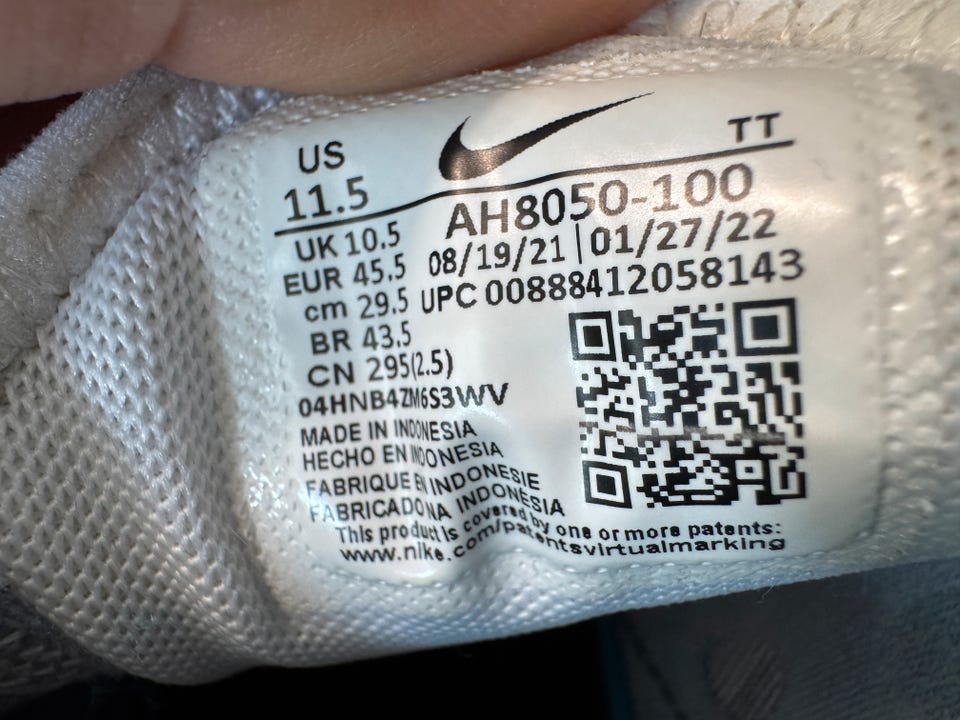 TT
US
11.5
AH8050-100
UK 10.5
08/19/21 | 01/27/22
EUR 45.5
UPC 00888412058143
cm 29.5
BR 43.5
CN 295(2.5)
04HNB4ZM6S3WV
MADE IN INDONESIA
HECHO EN INDONESIA
FABRIQUE EN INDONESIE
FABRICADO NA INDONÉSIA
This product is covered by one or more patents:
www.nike.com/patentsvirtualmarking